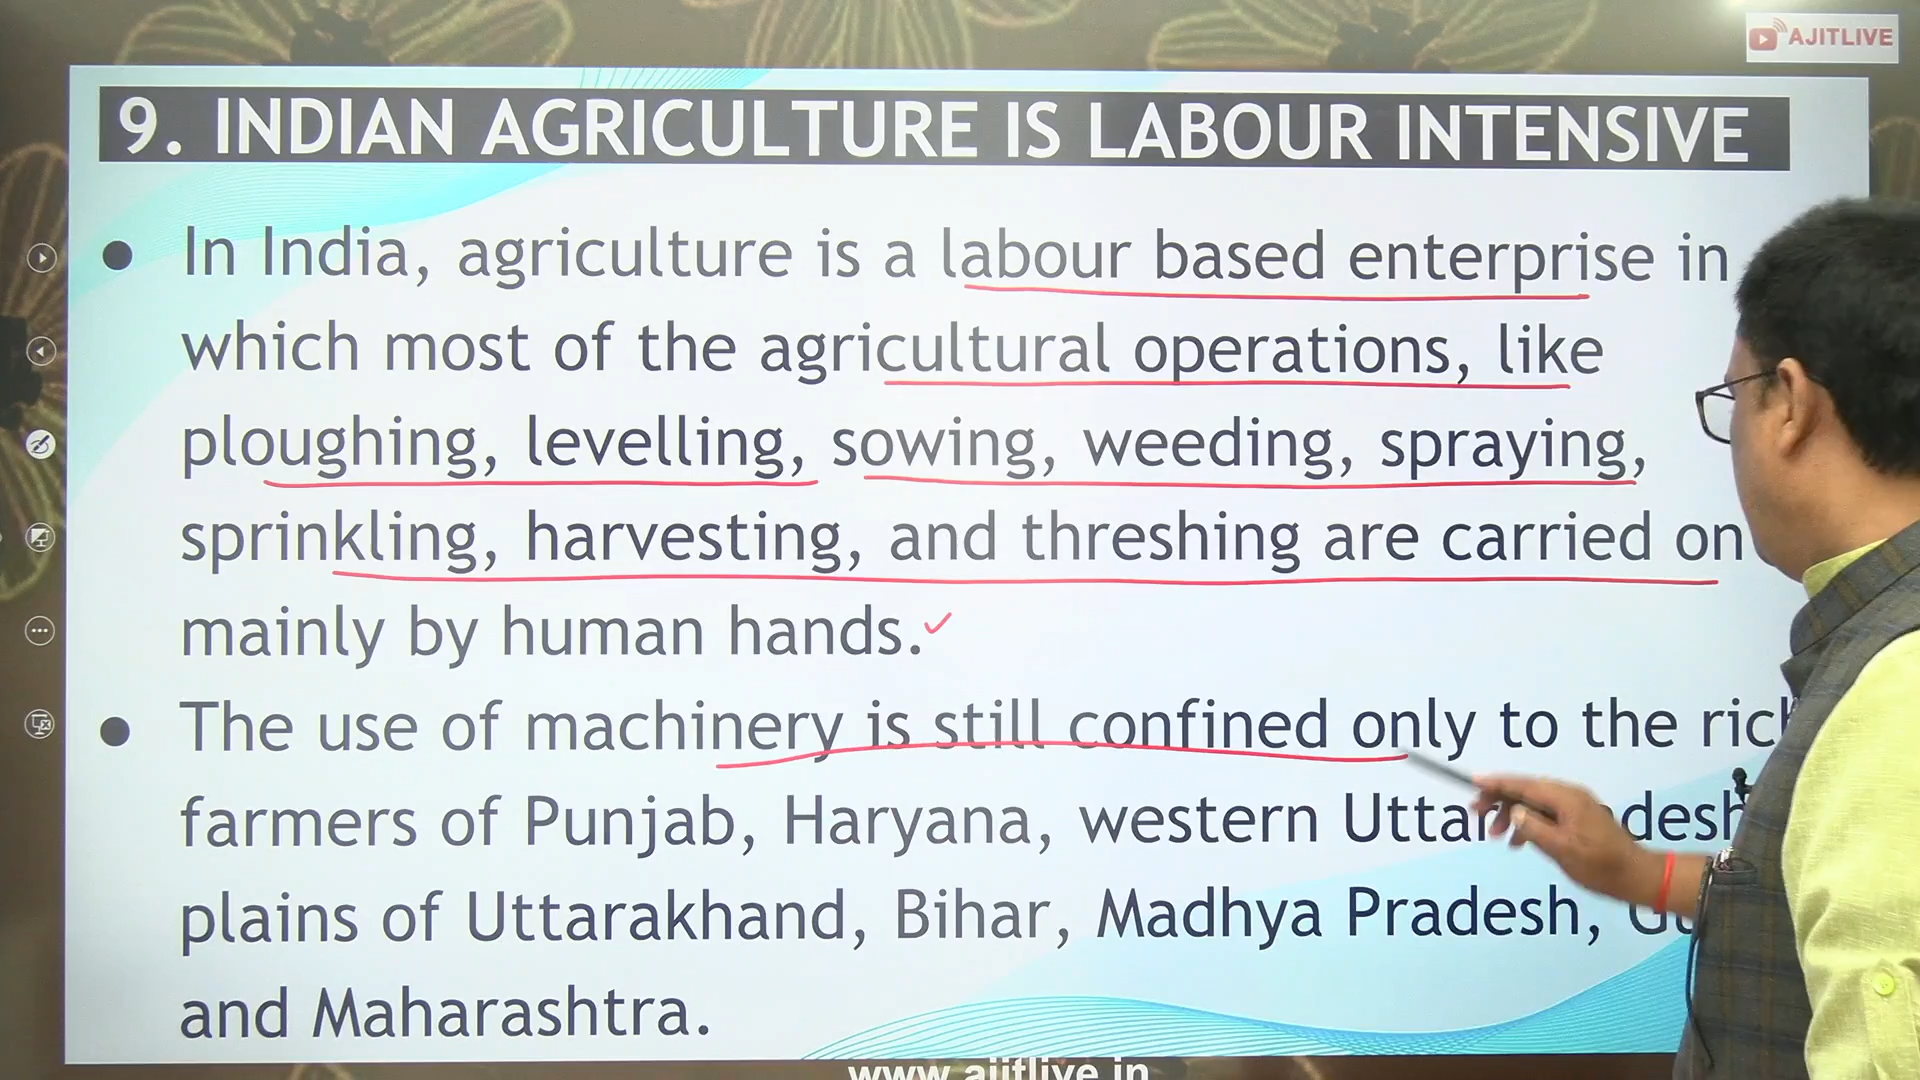 AJITLIVE
9. INDIAN AGRICULTURE IS LABOUR INTENSIVE
● In India, agriculture is a labour based enterprise in
which most of the agricultural operations, like
ploughing, levelling, sowing, weeding, spraying,
sprinkling, harvesting, and threshing are carried on
mainly by human hands.
● The use of machinery is still confined only to the
farmers of Punjab, Haryana, western
plains of Uttarakhand, Bihar, Madhya Pradesh,
and Maharashtra.
www.ajitlive.in